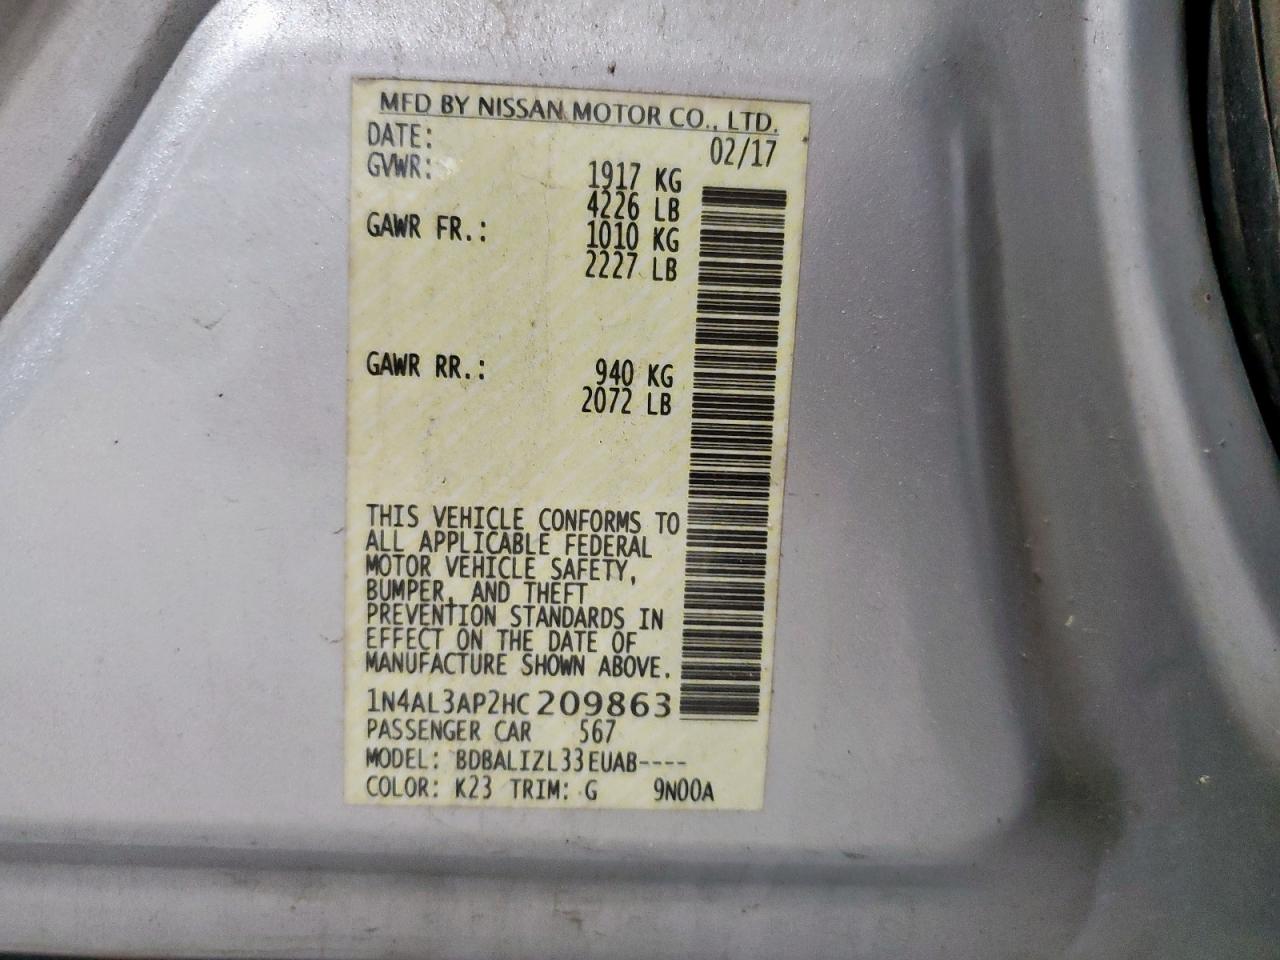 MFD BY NISSAN MOTOR CO., LTD.
DATE: 02/17
GVWR: 1917 KG
4226 LB
GAWR FR.: 1010 KG
2227 LB
GAWR RR.: 940 KG
2072 LB
THIS VEHICLE CONFORMS TO
ALL APPLICABLE FEDERAL
MOTOR VEHICLE SAFETY,
BUMPER, AND THEFT
PREVENTION STANDARDS IN
EFFECT ON THE DATE OF
MANUFACTURE SHOWN ABOVE.
1N4AL3AP2HC209863
PASSENGER CAR 567
MODEL: BDBALIZL33EUAB----
COLOR: K23 TRIM: G 9N00A